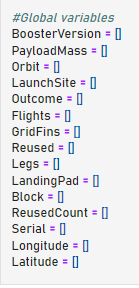 #Global variables
BoosterVersion = []
PayloadMass = []
Orbit = []
LaunchSite = []
Outcome = []
Flights = []
GridFins = []
Reused = []
Legs = []
LandingPad = []
Block = []
ReusedCount = []
Serial = []
Longitude = []
Latitude = []